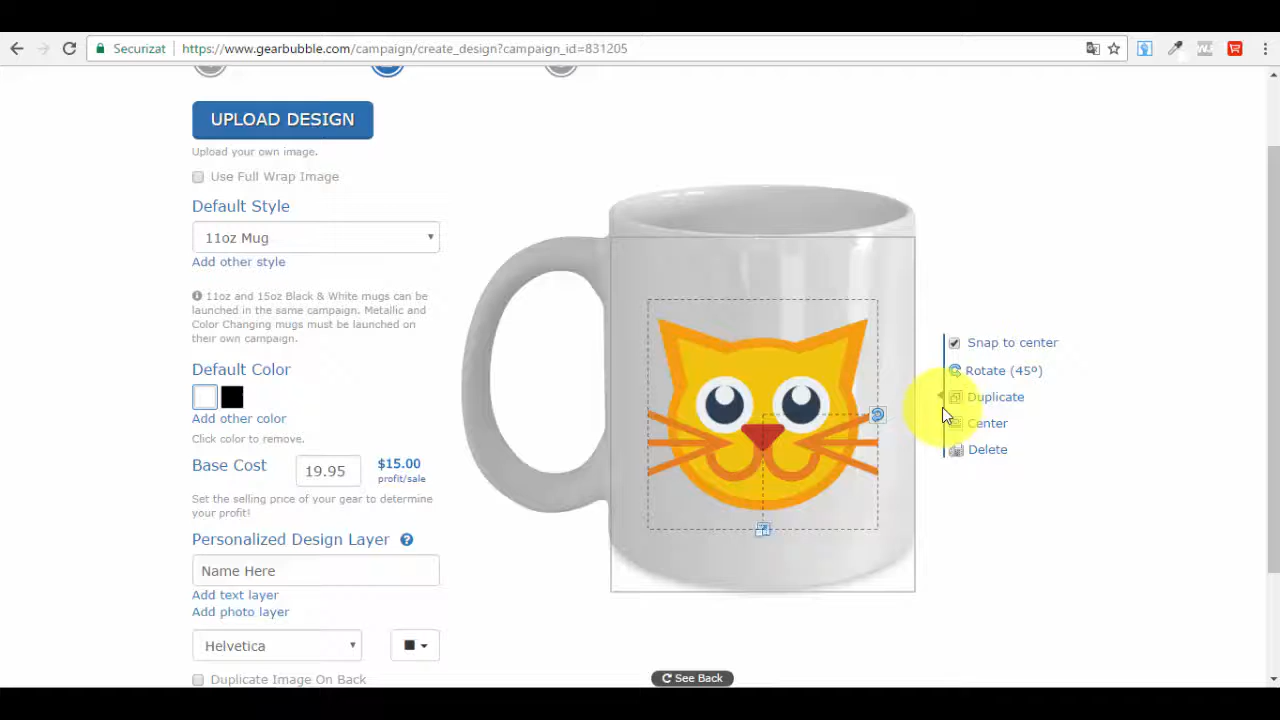 Securizat
https://www.gearbubble.com/campaign/create_design?campaign_id=831205
UPLOAD DESIGN
Upload your own image.
Use Full Wrap Image
Default Style
11oz Mug
Add other style
11oz and 15oz Black & White mugs can be
launched in the same campaign. Metallic and
Color Changing mugs must be launched on
their own campaign.
Default Color
Add other color
Click color to remove.
Base Cost
19.95
$15.00
profit/sale
Set the selling price of your gear to determine
your profit!
Personalized Design Layer
Name Here
Add text layer
Add photo layer
Helvetica
Duplicate Image On Back
Snap to center
Rotate (45º)
Duplicate
Center
Delete
See Back